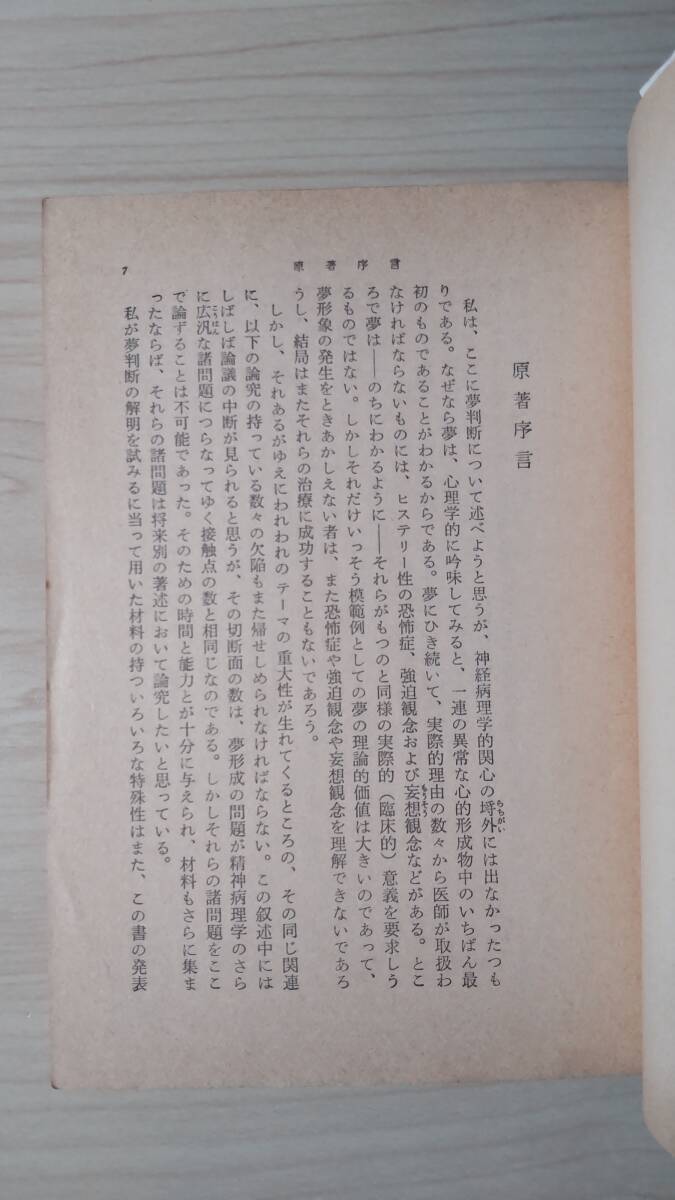 原著序言
7
原著序言
私は、ここに夢判断について述べようと思うが、神経病理学的関心の埒外には出なかったつも
りである。なぜなら夢は、心理学的に吟味してみると、一連の異常な心的形成物中のいちばん最
初のものであることがわかるからである。夢にひき続いて、実際的理由の数々から医師が取扱わ
なければならないものには、ヒステリー性の恐怖症、強迫観念および妄想観念などがある。とこ
ろで夢は――のちにわかるように――それらがもつのと同様の実際的（臨床的）意義を要求しう
るものではない。しかしそれだけいっそう模範例としての夢の理論的価値は大きいのであって、
夢形象の発生をときあかしえない者は、また恐怖症や強迫観念や妄想観念を理解できないであろ
うし、結局はまたそれらの治療に成功することもないであろう。
しかし、それあるがゆえにわれわれのテーマの重大性が生れてくるところの、その同じ関連
に、以下の論究の持っている数々の欠陥もまた帰せしめられなければならない。この叙述中には
しばしば論議の中断が見られると思うが、その切断面の数は、夢形成の問題が精神病理学のさら
に広汎な諸問題につらなってゆく接触点の数と相同じなのである。しかしそれらの諸問題をここ
で論ずることは不可能であった。そのための時間と能力とが十分に与えられ、材料もさらに集ま
ったならば、それらの諸問題は将来別の著述において論究したいと思っている。
私が夢判断の解明を試みるに当って用いた材料の持ついろいろな特殊性はまた、この書の発表